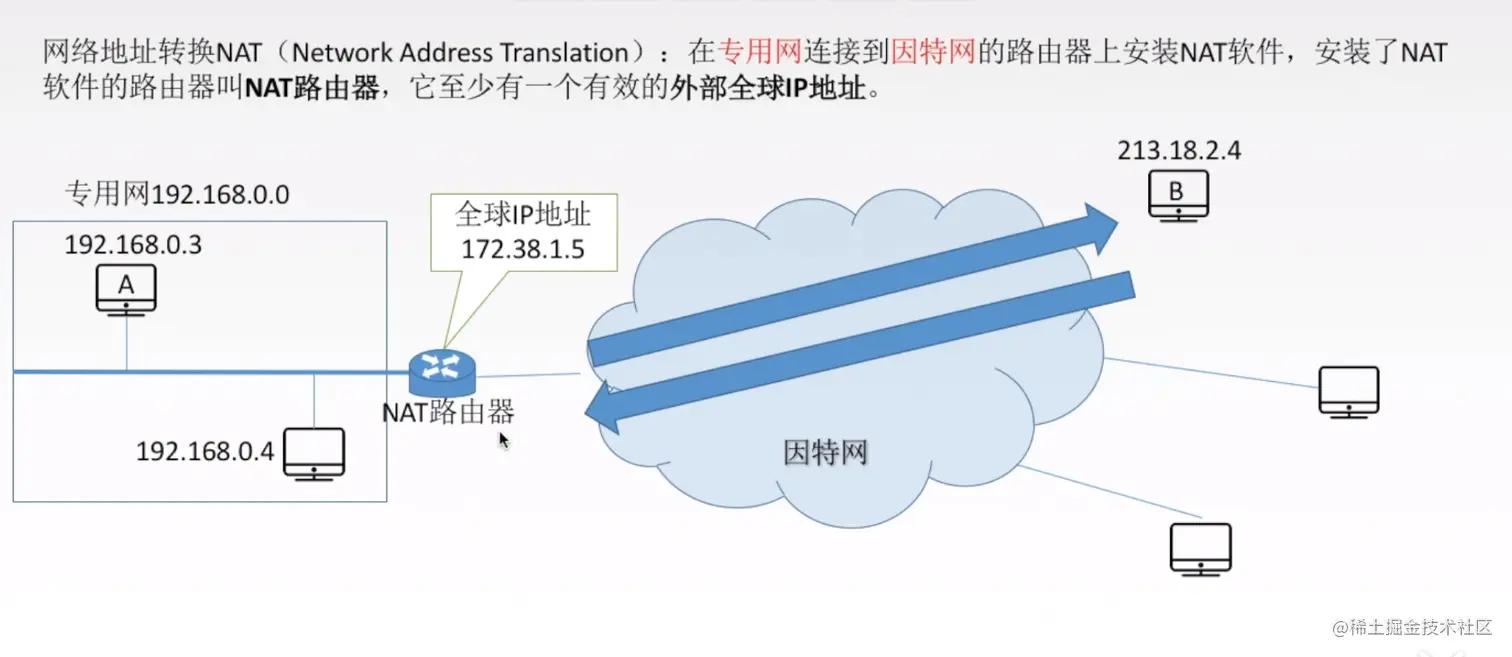 网络地址转换NAT（Network Address Translation）：在专用网连接到因特网的路由器上安装NAT软件，安装了NAT
软件的路由器叫NAT路由器，它至少有一个有效的外部全球IP地址。
213.18.2.4
B
专用网192.168.0.0
全球IP地址
172.38.1.5
192.168.0.3
A
NAT路由器
192.168.0.4
因特网
@稀土掘金技术社区